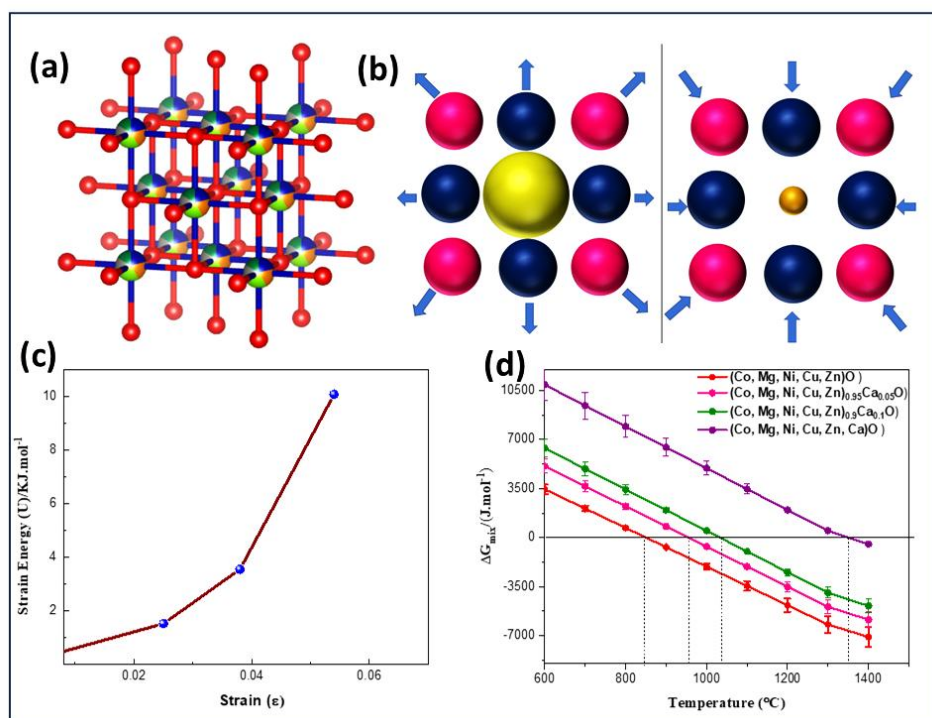 (a)
(b)
(c)
10
8
6
4
2
Strain Energy (U)/KJ.mol⁻¹
0.02
0.04
0.06
Strain (ε)
(d)
(Co, Mg, Ni, Cu, Zn)O )
(Co, Mg, Ni, Cu, Zn)₀.₉₅Ca₀.₀₅O)
(Co, Mg, Ni, Cu, Zn)₀.₉Ca₀.₁O)
(Co, Mg, Ni, Cu, Zn, Ca)O )
10500
7000
3500
0
-3500
-7000
ΔGmix/(J.mol⁻¹)
600
800
1000
1200
1400
Temperature (°C)